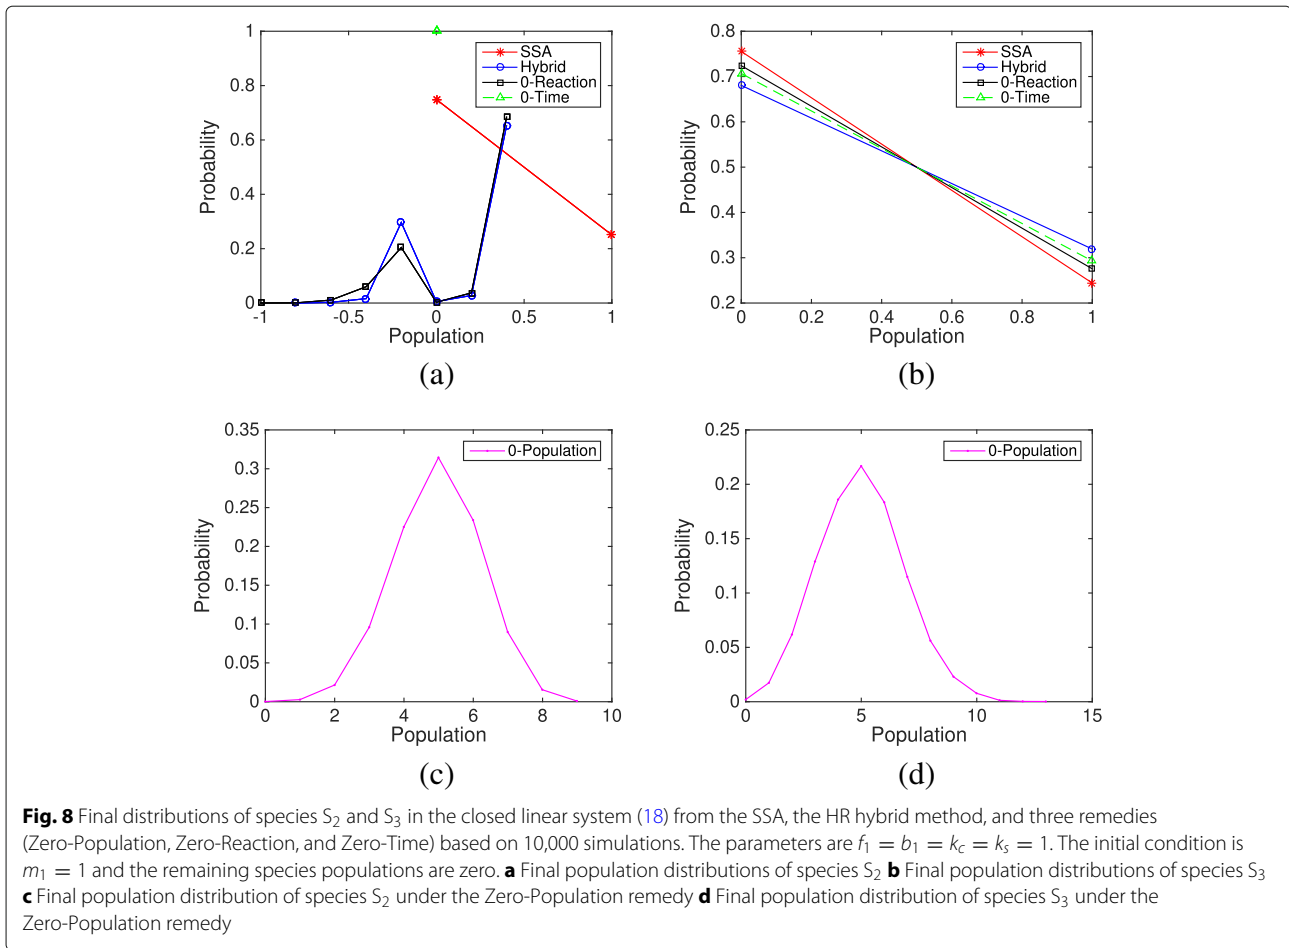 1
0.8
0.6
0.4
0.2
0
Probability
-1
-0.5
0
0.5
1
Population
SSA
Hybrid
0-Reaction
0-Time
(a)
0.8
0.7
0.6
0.5
0.4
0.3
0.2
Probability
0
0.2
0.4
0.6
0.8
1
Population
SSA
Hybrid
0-Reaction
0-Time
(b)
0.35
0.3
0.25
0.2
0.15
0.1
0.05
0
Probability
0
2
4
6
8
10
Population
0-Population
(c)
0.25
0.2
0.15
0.1
0.05
0
Probability
0
5
10
15
Population
0-Population
(d)
Fig. 8 Final distributions of species S₂ and S₃ in the closed linear system (18) from the SSA, the HR hybrid method, and three remedies
(Zero-Population, Zero-Reaction, and Zero-Time) based on 10,000 simulations. The parameters are f₁ = b₁ = k_c = k_s = 1. The initial condition is
m₁ = 1 and the remaining species populations are zero. a Final population distributions of species S₂ b Final population distributions of species S₃
c Final population distribution of species S₂ under the Zero-Population remedy d Final population distribution of species S₃ under the
Zero-Population remedy